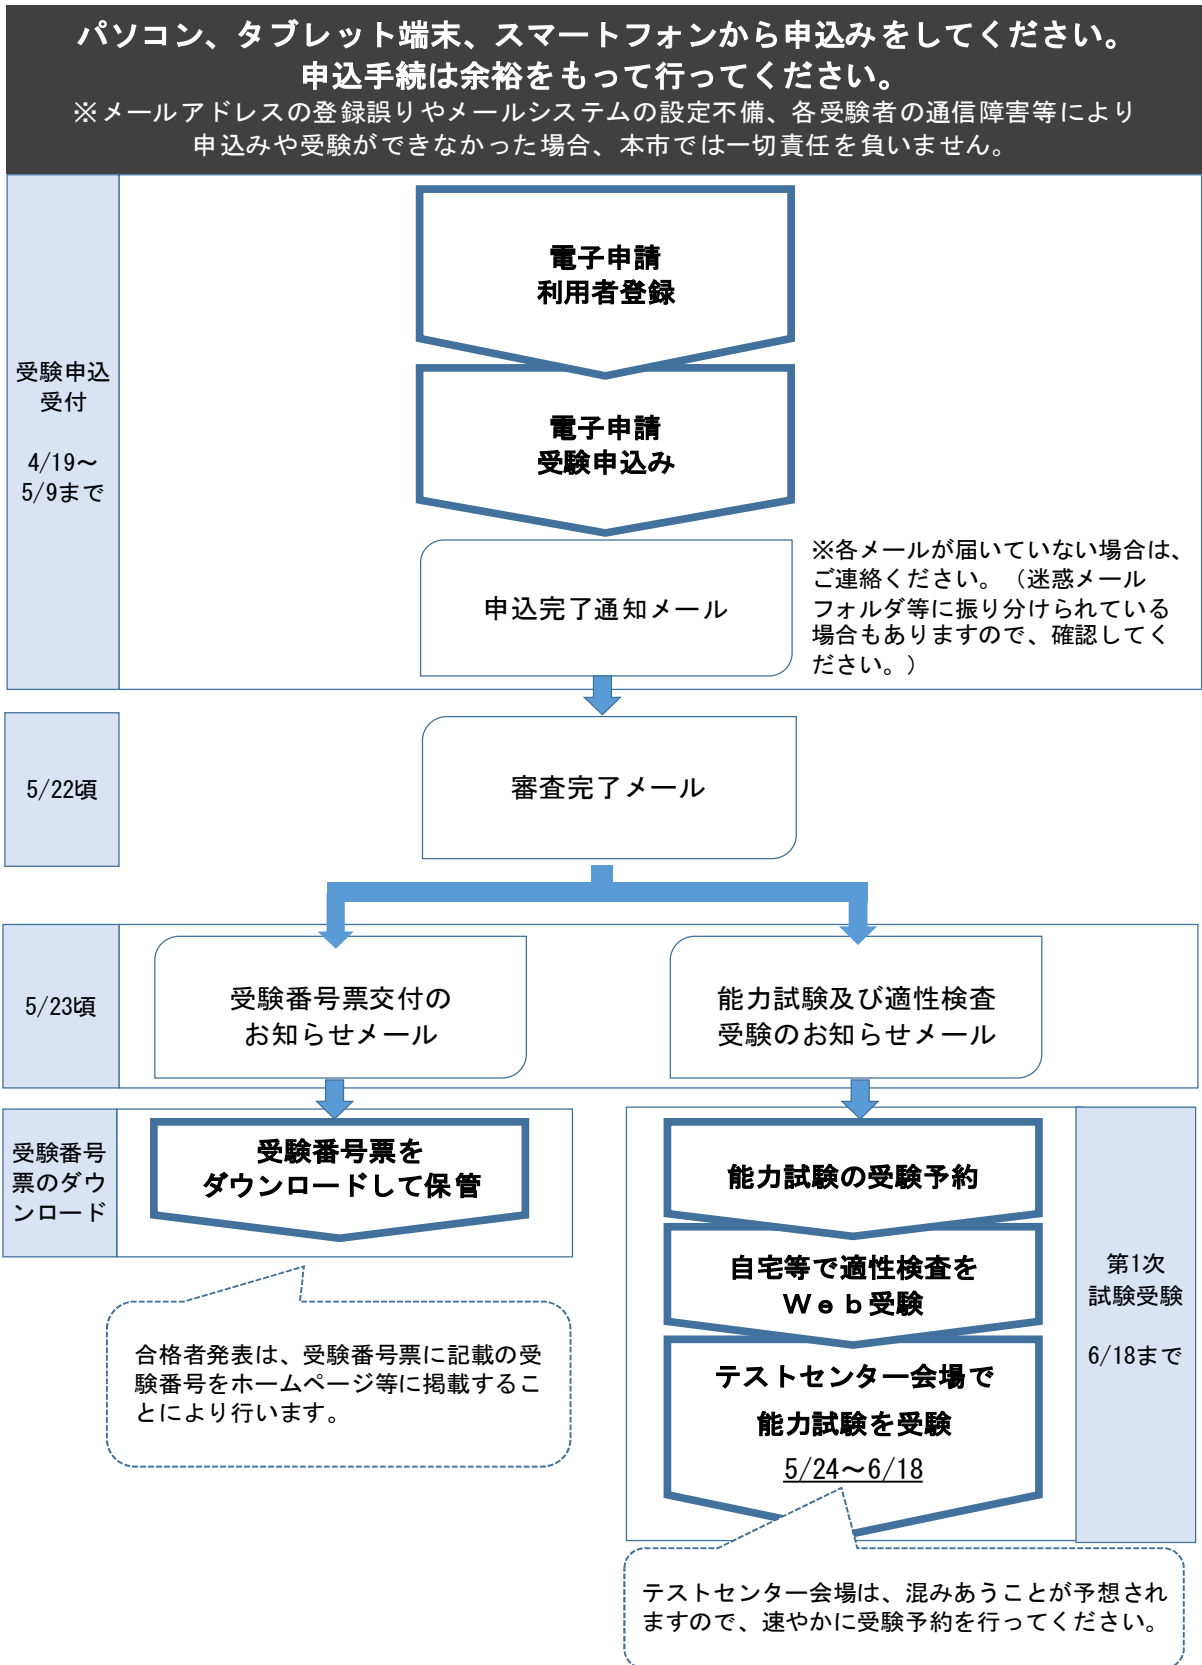 パソコン、タブレット端末、スマートフォンから申込みをしてください。
申込手続は余裕をもって行ってください。
※メールアドレスの登録誤りやメールシステムの設定不備、各受験者の通信障害等により
申込みや受験ができなかった場合、本市では一切責任を負いません。
受験申込
受付
4/19～
5/9まで
電子申請
利用者登録
電子申請
受験申込み
申込完了通知メール
※各メールが届いていない場合は、
ご連絡ください。（迷惑メール
フォルダ等に振り分けられている
場合もありますので、確認してく
ださい。）
5/22頃
審査完了メール
5/23頃
受験番号票交付の
お知らせメール
能力試験及び適性検査
受験のお知らせメール
受験番号
票のダウ
ンロード
受験番号票を
ダウンロードして保管
合格者発表は、受験番号票に記載の受
験番号をホームページ等に掲載するこ
とにより行います。
能力試験の受験予約
自宅等で適性検査を
Ｗｅｂ受験
テストセンター会場で
能力試験を受験
5/24～6/18
第1次
試験受験
6/18まで
テストセンター会場は、混みあうことが予想され
ますので、速やかに受験予約を行ってください。